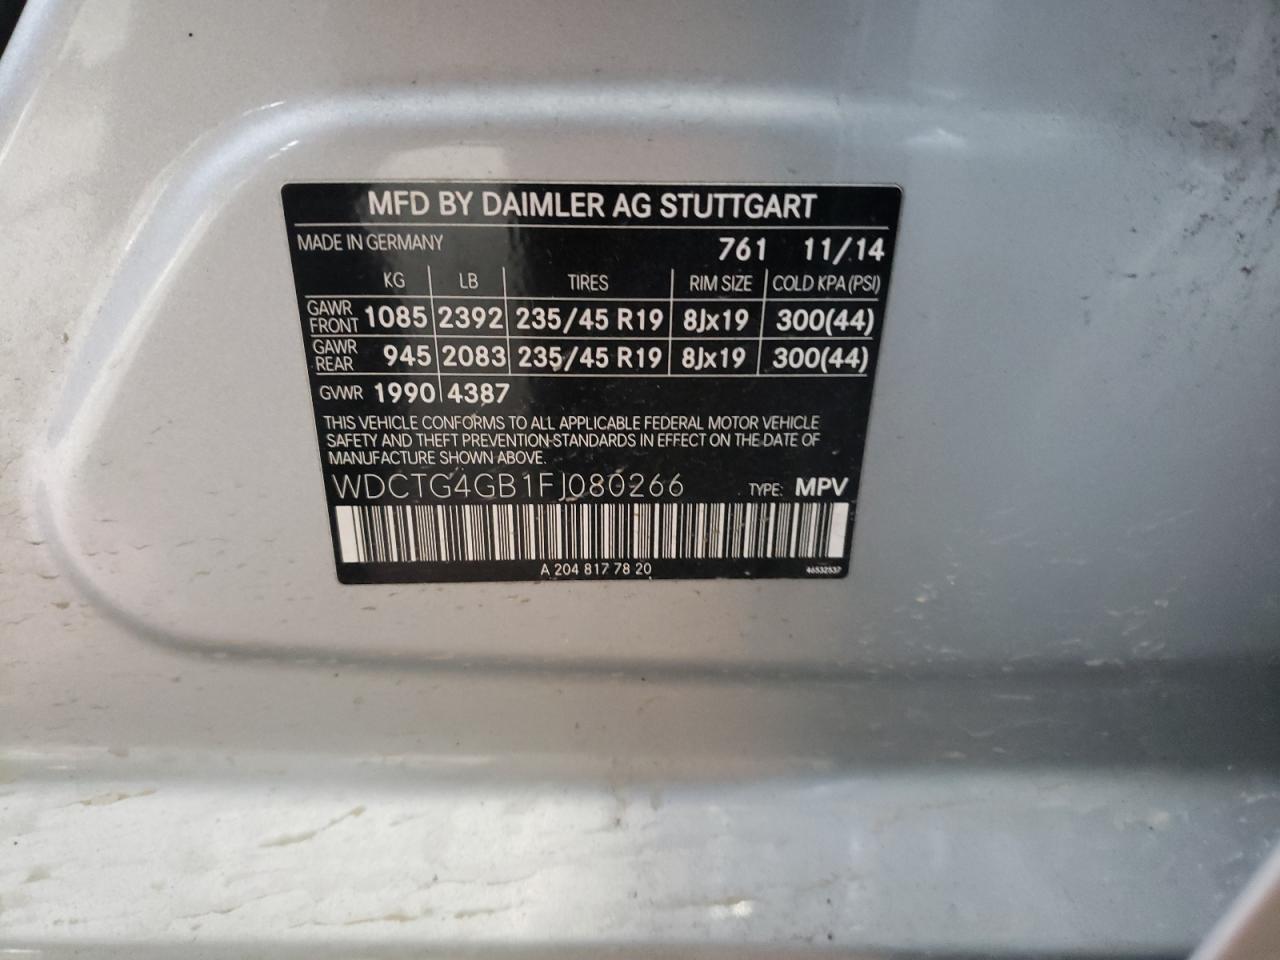 MFD BY DAIMLER AG STUTTGART
MADE IN GERMANY 761 11/14
KG LB TIRES RIM SIZE COLD KPA (PSI)
GAWR FRONT 1085 2392 235/45 R19 8Jx19 300(44)
GAWR REAR 945 2083 235/45 R19 8Jx19 300(44)
GVWR 1990 4387
THIS VEHICLE CONFORMS TO ALL APPLICABLE FEDERAL MOTOR VEHICLE
SAFETY AND THEFT PREVENTION-STANDARDS IN EFFECT ON THE DATE OF
MANUFACTURE SHOWN ABOVE.
WDCTG4GB1FJ080266 TYPE: MPV
A 204 817 78 20 46532537